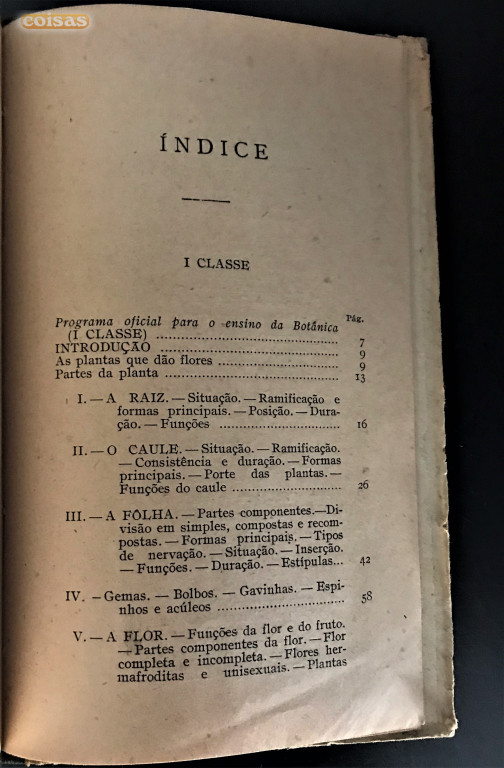 coisas
ÍNDICE
I CLASSE
Pág.
Programa oficial para o ensino da Botânica
(I CLASSE) ........................................ 7
INTRODUÇÃO ........................................ 9
As plantas que dão flores ........................ 9
Partes da planta .................................. 13
I. — A RAIZ. — Situação. — Ramificação e
formas principais. — Posição. — Dura-
ção. — Funções ................................ 16
II. — O CAULE. — Situação. — Ramificação.
— Consistência e duração. — Formas
principais. — Porte das plantas. —
Funções do caule ........................ 26
III. — A FÔLHA. — Partes componentes. — Di-
visão em simples, compostas e recom-
postas. — Formas principais. — Tipos
de nervação. — Situação. — Inserção.
— Funções. — Duração. — Estípulas... 42
IV. – Gemas. — Bolbos. — Gavinhas. — Espi-
nhos e acúleos ............................ 58
V. — A FLOR. — Funções da flor e do fruto.
— Partes componentes da flor. — Flor
completa e incompleta. — Flores her-
mafroditas e unisexuais. — Plantas